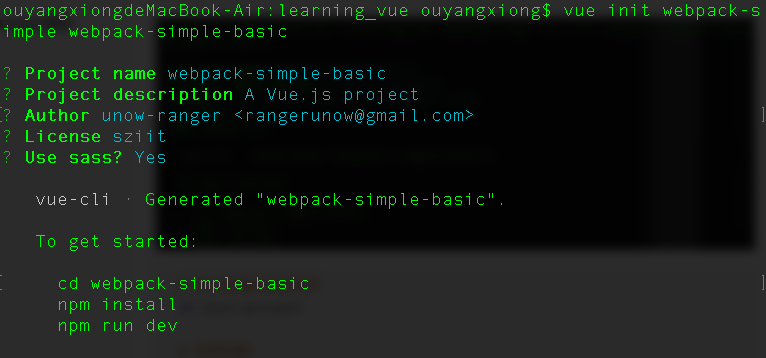 ouyangxiongdeMacBook-Air:learning_vue ouyangxiong$ vue init webpack-s
imple webpack-simple-basic
? Project name webpack-simple-basic
? Project description A Vue.js project
[? Author unow-ranger <rangerunow@gmail.com> ]
? License sziit
? Use sass? Yes
vue-cli · Generated "webpack-simple-basic".
To get started:
[ cd webpack-simple-basic ]
npm install
npm run dev